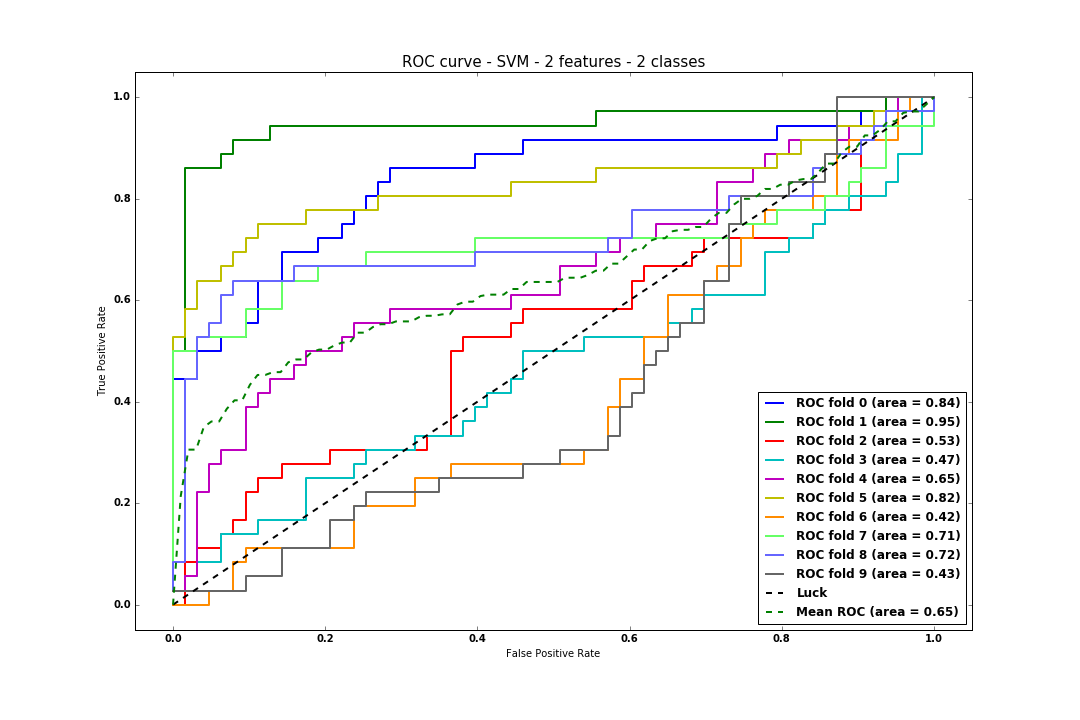 ROC curve - SVM - 2 features - 2 classes
True Positive Rate
1.0
0.8
0.6
0.4
0.2
0.0
0.0 0.2 0.4 0.6 0.8 1.0
False Positive Rate
ROC fold 0 (area = 0.84)
ROC fold 1 (area = 0.95)
ROC fold 2 (area = 0.53)
ROC fold 3 (area = 0.47)
ROC fold 4 (area = 0.65)
ROC fold 5 (area = 0.82)
ROC fold 6 (area = 0.42)
ROC fold 7 (area = 0.71)
ROC fold 8 (area = 0.72)
ROC fold 9 (area = 0.43)
Luck
Mean ROC (area = 0.65)